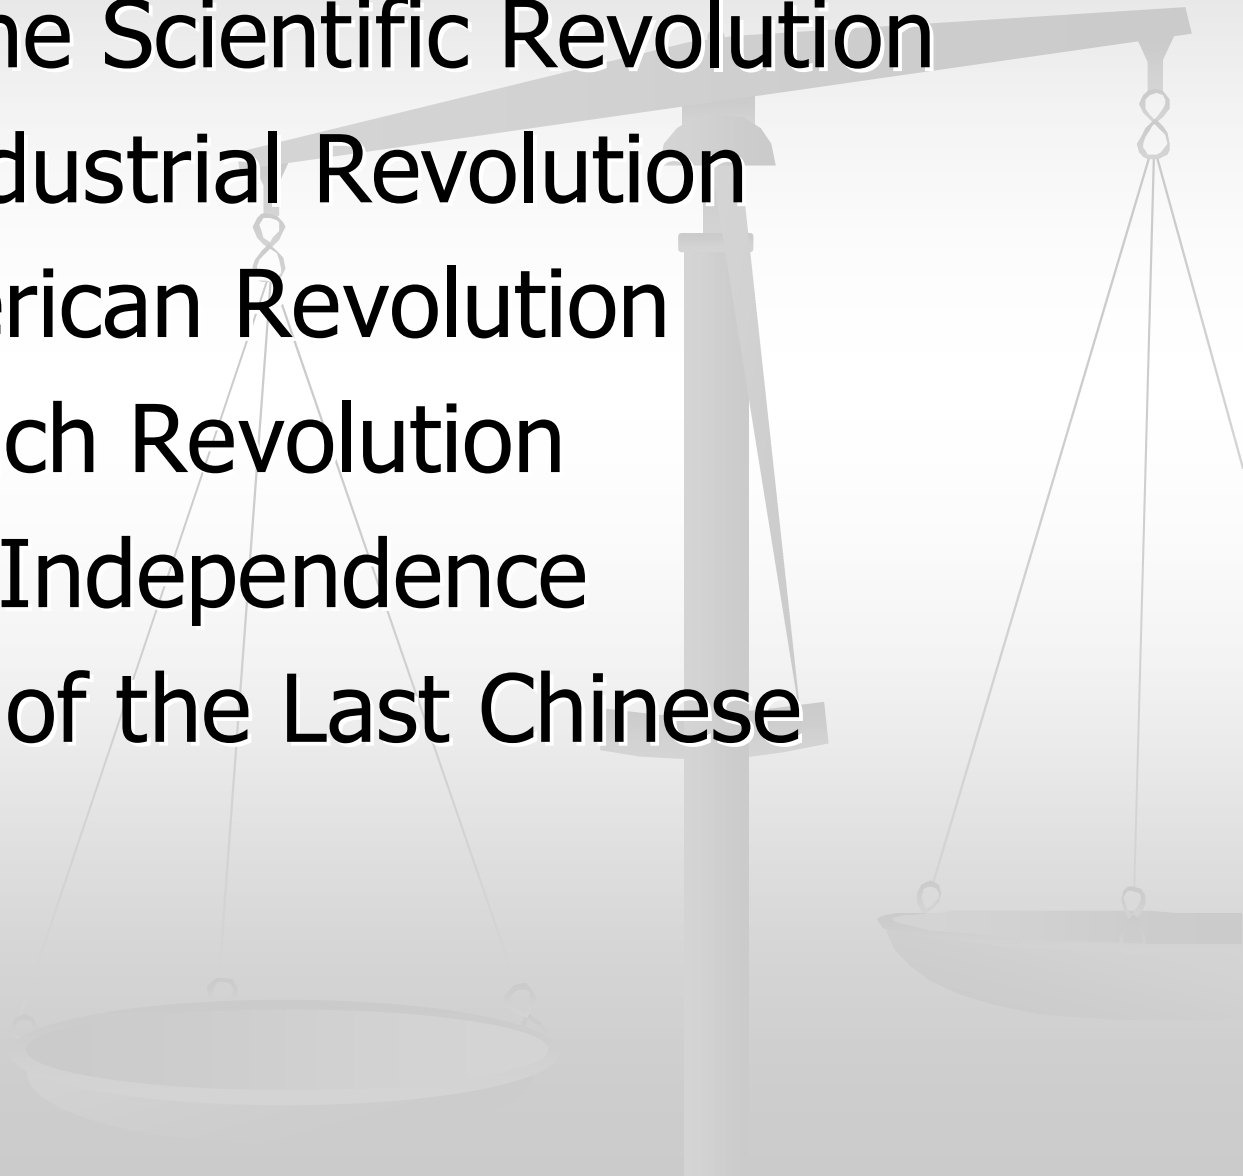 he Scientific Revolution
dustrial Revolution
erican Revolution
ch Revolution
Independence
of the Last Chinese